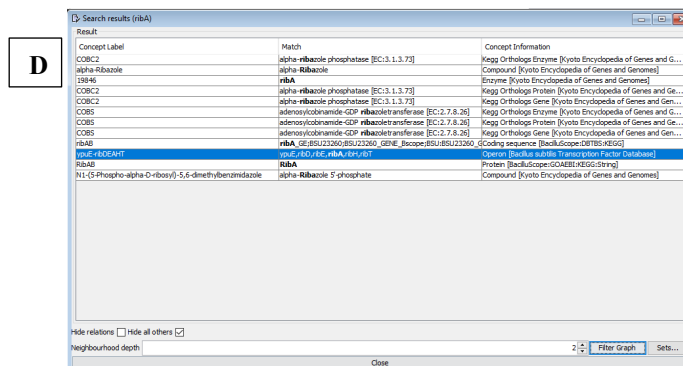 D
Search results (ribA)
Result
Concept Label Match Concept Information
COBC2 alpha-ribazole phosphatase [EC:3.1.3.73] Kegg Orthologs Enzyme [Kyoto Encyclopedia of Genes and G...
alpha-Ribazole alpha-Ribazole Compound [Kyoto Encyclopedia of Genes and Genomes]
19846 ribA Enzyme [Kyoto Encyclopedia of Genes and Genomes]
COBC2 alpha-ribazole phosphatase [EC:3.1.3.73] Kegg Orthologs Protein [Kyoto Encyclopedia of Genes and Ge...
COBC2 alpha-ribazole phosphatase [EC:3.1.3.73] Kegg Orthologs Gene [Kyoto Encyclopedia of Genes and Gen...
COBS adenosylcobinamide-GDP ribazoletransferase [EC:2.7.8.26] Kegg Orthologs Enzyme [Kyoto Encyclopedia of Genes and G...
COBS adenosylcobinamide-GDP ribazoletransferase [EC:2.7.8.26] Kegg Orthologs Protein [Kyoto Encyclopedia of Genes and Ge...
COBS adenosylcobinamide-GDP ribazoletransferase [EC:2.7.8.26] Kegg Orthologs Gene [Kyoto Encyclopedia of Genes and Gen...
ribAB ribA_GE;BSU23260;BSU23260_GENE_Bscope;BSU:BSU23260_G Coding sequence [BacilluScope:DBTBS:KEGG]
ypuE-ribDEAHT ypuE,ribD,ribE,ribA,ribH,ribT Operon [Bacillus subtilis Transcription Factor Database]
RibAB RibA Protein [BacilluScope:GOAEBI:KEGG:String]
N1-(5-Phospho-alpha-D-ribosyl)-5,6-dimethylbenzimidazole alpha-Ribazole 5'-phosphate Compound [Kyoto Encyclopedia of Genes and Genomes]
Hide relations Hide all others
Neighbourhood depth 2 Filter Graph Sets...
Close